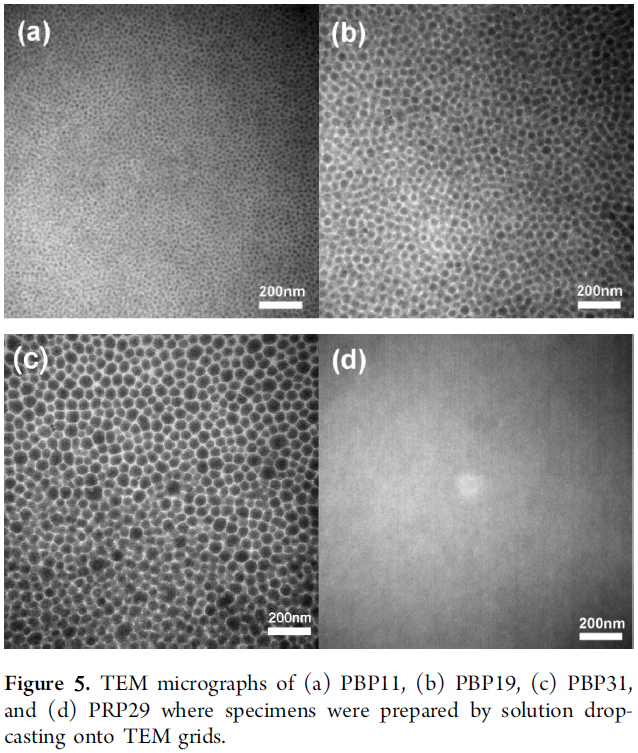 (a)
(b)
200nm
200nm
(c)
(d)
200nm
200nm
Figure 5. TEM micrographs of (a) PBP11, (b) PBP19, (c) PBP31,
and (d) PRP29 where specimens were prepared by solution drop-
casting onto TEM grids.